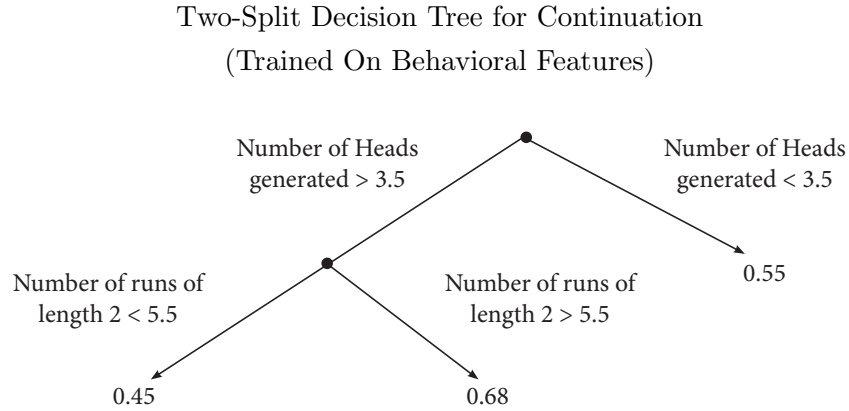 Two-Split Decision Tree for Continuation
(Trained On Behavioral Features)
Number of Heads
generated > 3.5
Number of Heads
generated < 3.5
Number of runs of
length 2 < 5.5
Number of runs of
length 2 > 5.5
0.55
0.45
0.68